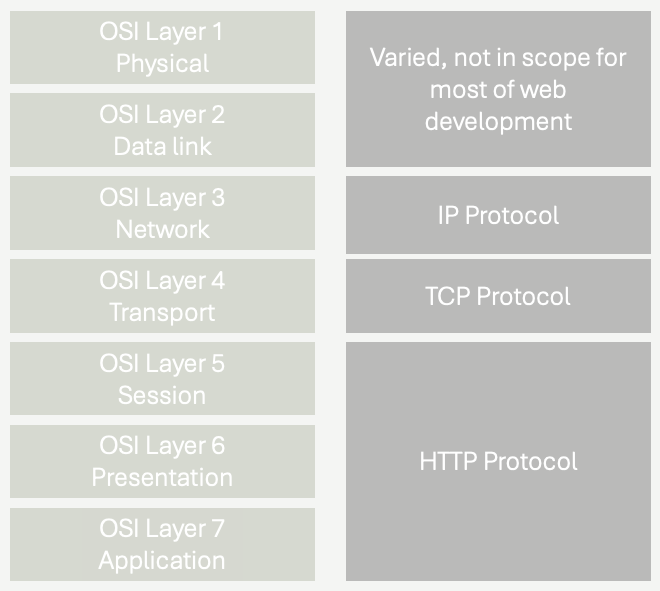 OSI Layer 1
Physical
OSI Layer 2
Data link
OSI Layer 3
Network
OSI Layer 4
Transport
OSI Layer 5
Session
OSI Layer 6
Presentation
OSI Layer 7
Application
Varied, not in scope for
most of web
development
IP Protocol
TCP Protocol
HTTP Protocol